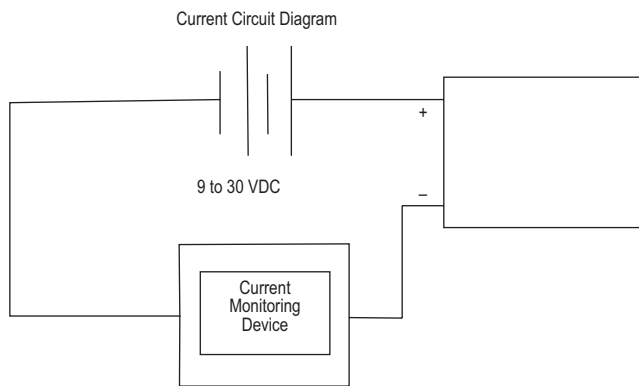 Current Circuit Diagram
+
9 to 30 VDC
–
Current
Monitoring
Device